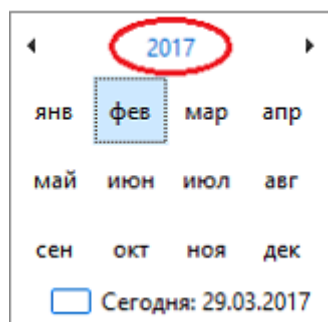 2017
янв фев мар апр
май июн июл авг
сен окт ноя дек
Сегодня: 29.03.2017